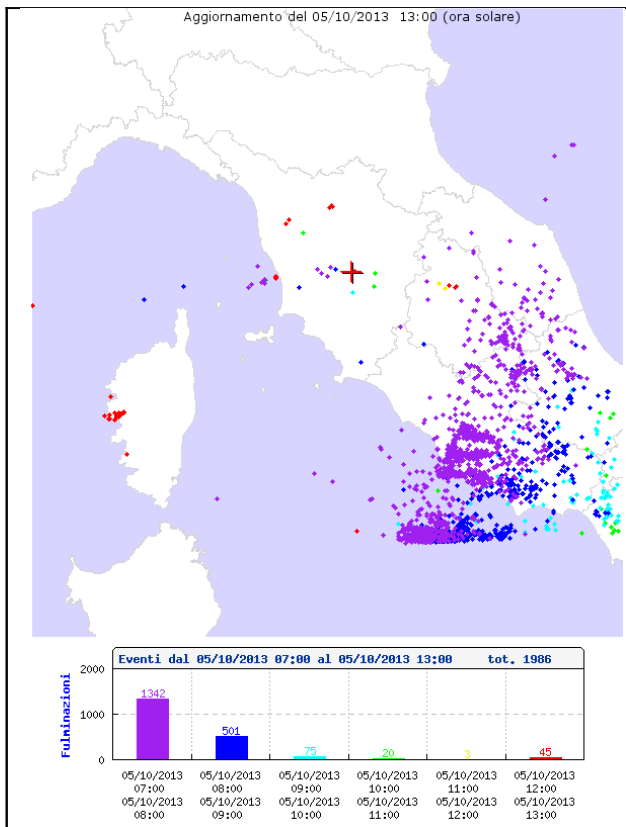 Aggiornamento del 05/10/2013 13:00 (ora solare)
Eventi dal 05/10/2013 07:00 al 05/10/2013 13:00 tot. 1986
Fulminazioni
2000
1000
0
1342
501
75
20
3
45
05/10/2013 05/10/2013 05/10/2013 05/10/2013 05/10/2013 05/10/2013
07:00 08:00 09:00 10:00 11:00 12:00
05/10/2013 05/10/2013 05/10/2013 05/10/2013 05/10/2013 05/10/2013
08:00 09:00 10:00 11:00 12:00 13:00